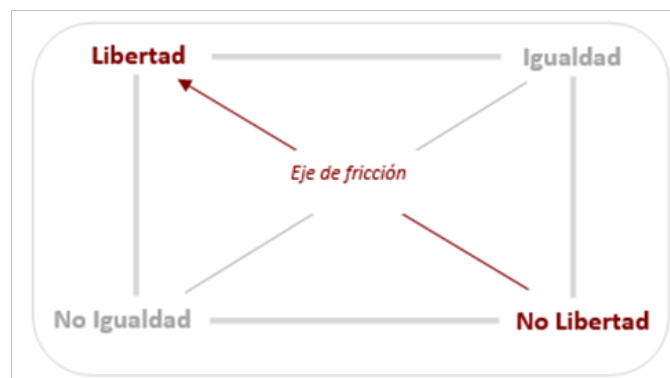 Libertad
Igualdad
Eje de fricción
No Igualdad
No Libertad